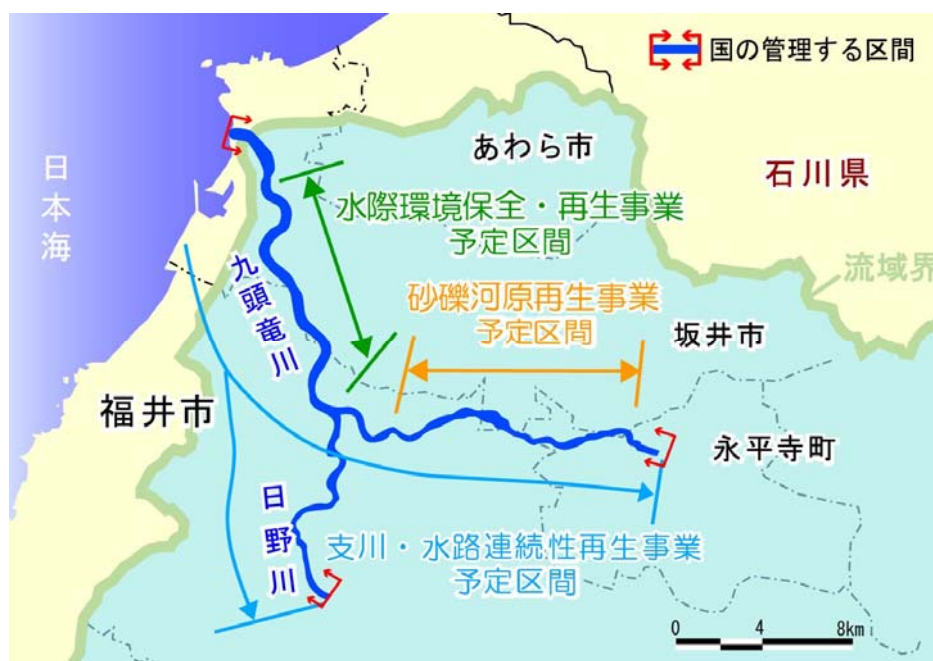 国の管理する区間
あわら市
石川県
日本海
水際環境保全・再生事業
予定区間
流域界
九頭竜川
砂礫河原再生事業
予定区間
坂井市
福井市
永平寺町
日野川
支川・水路連続性再生事業
予定区間
0 4 8km